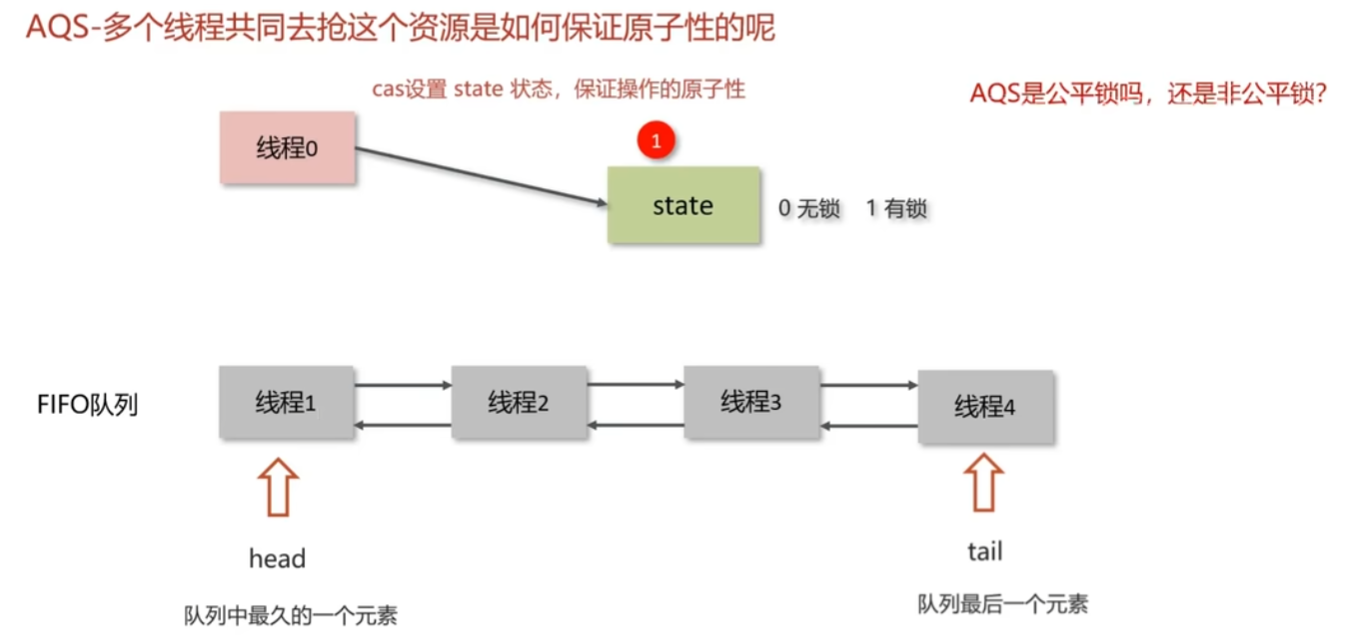 AQS-多个线程共同去抢这个资源是如何保证原子性的呢
cas设置 state 状态，保证操作的原子性
AQS是公平锁吗，还是非公平锁?
线程0
1
state
0 无锁 1 有锁
FIFO队列
线程1
线程2
线程3
线程4
head
tail
队列中最久的一个元素
队列最后一个元素